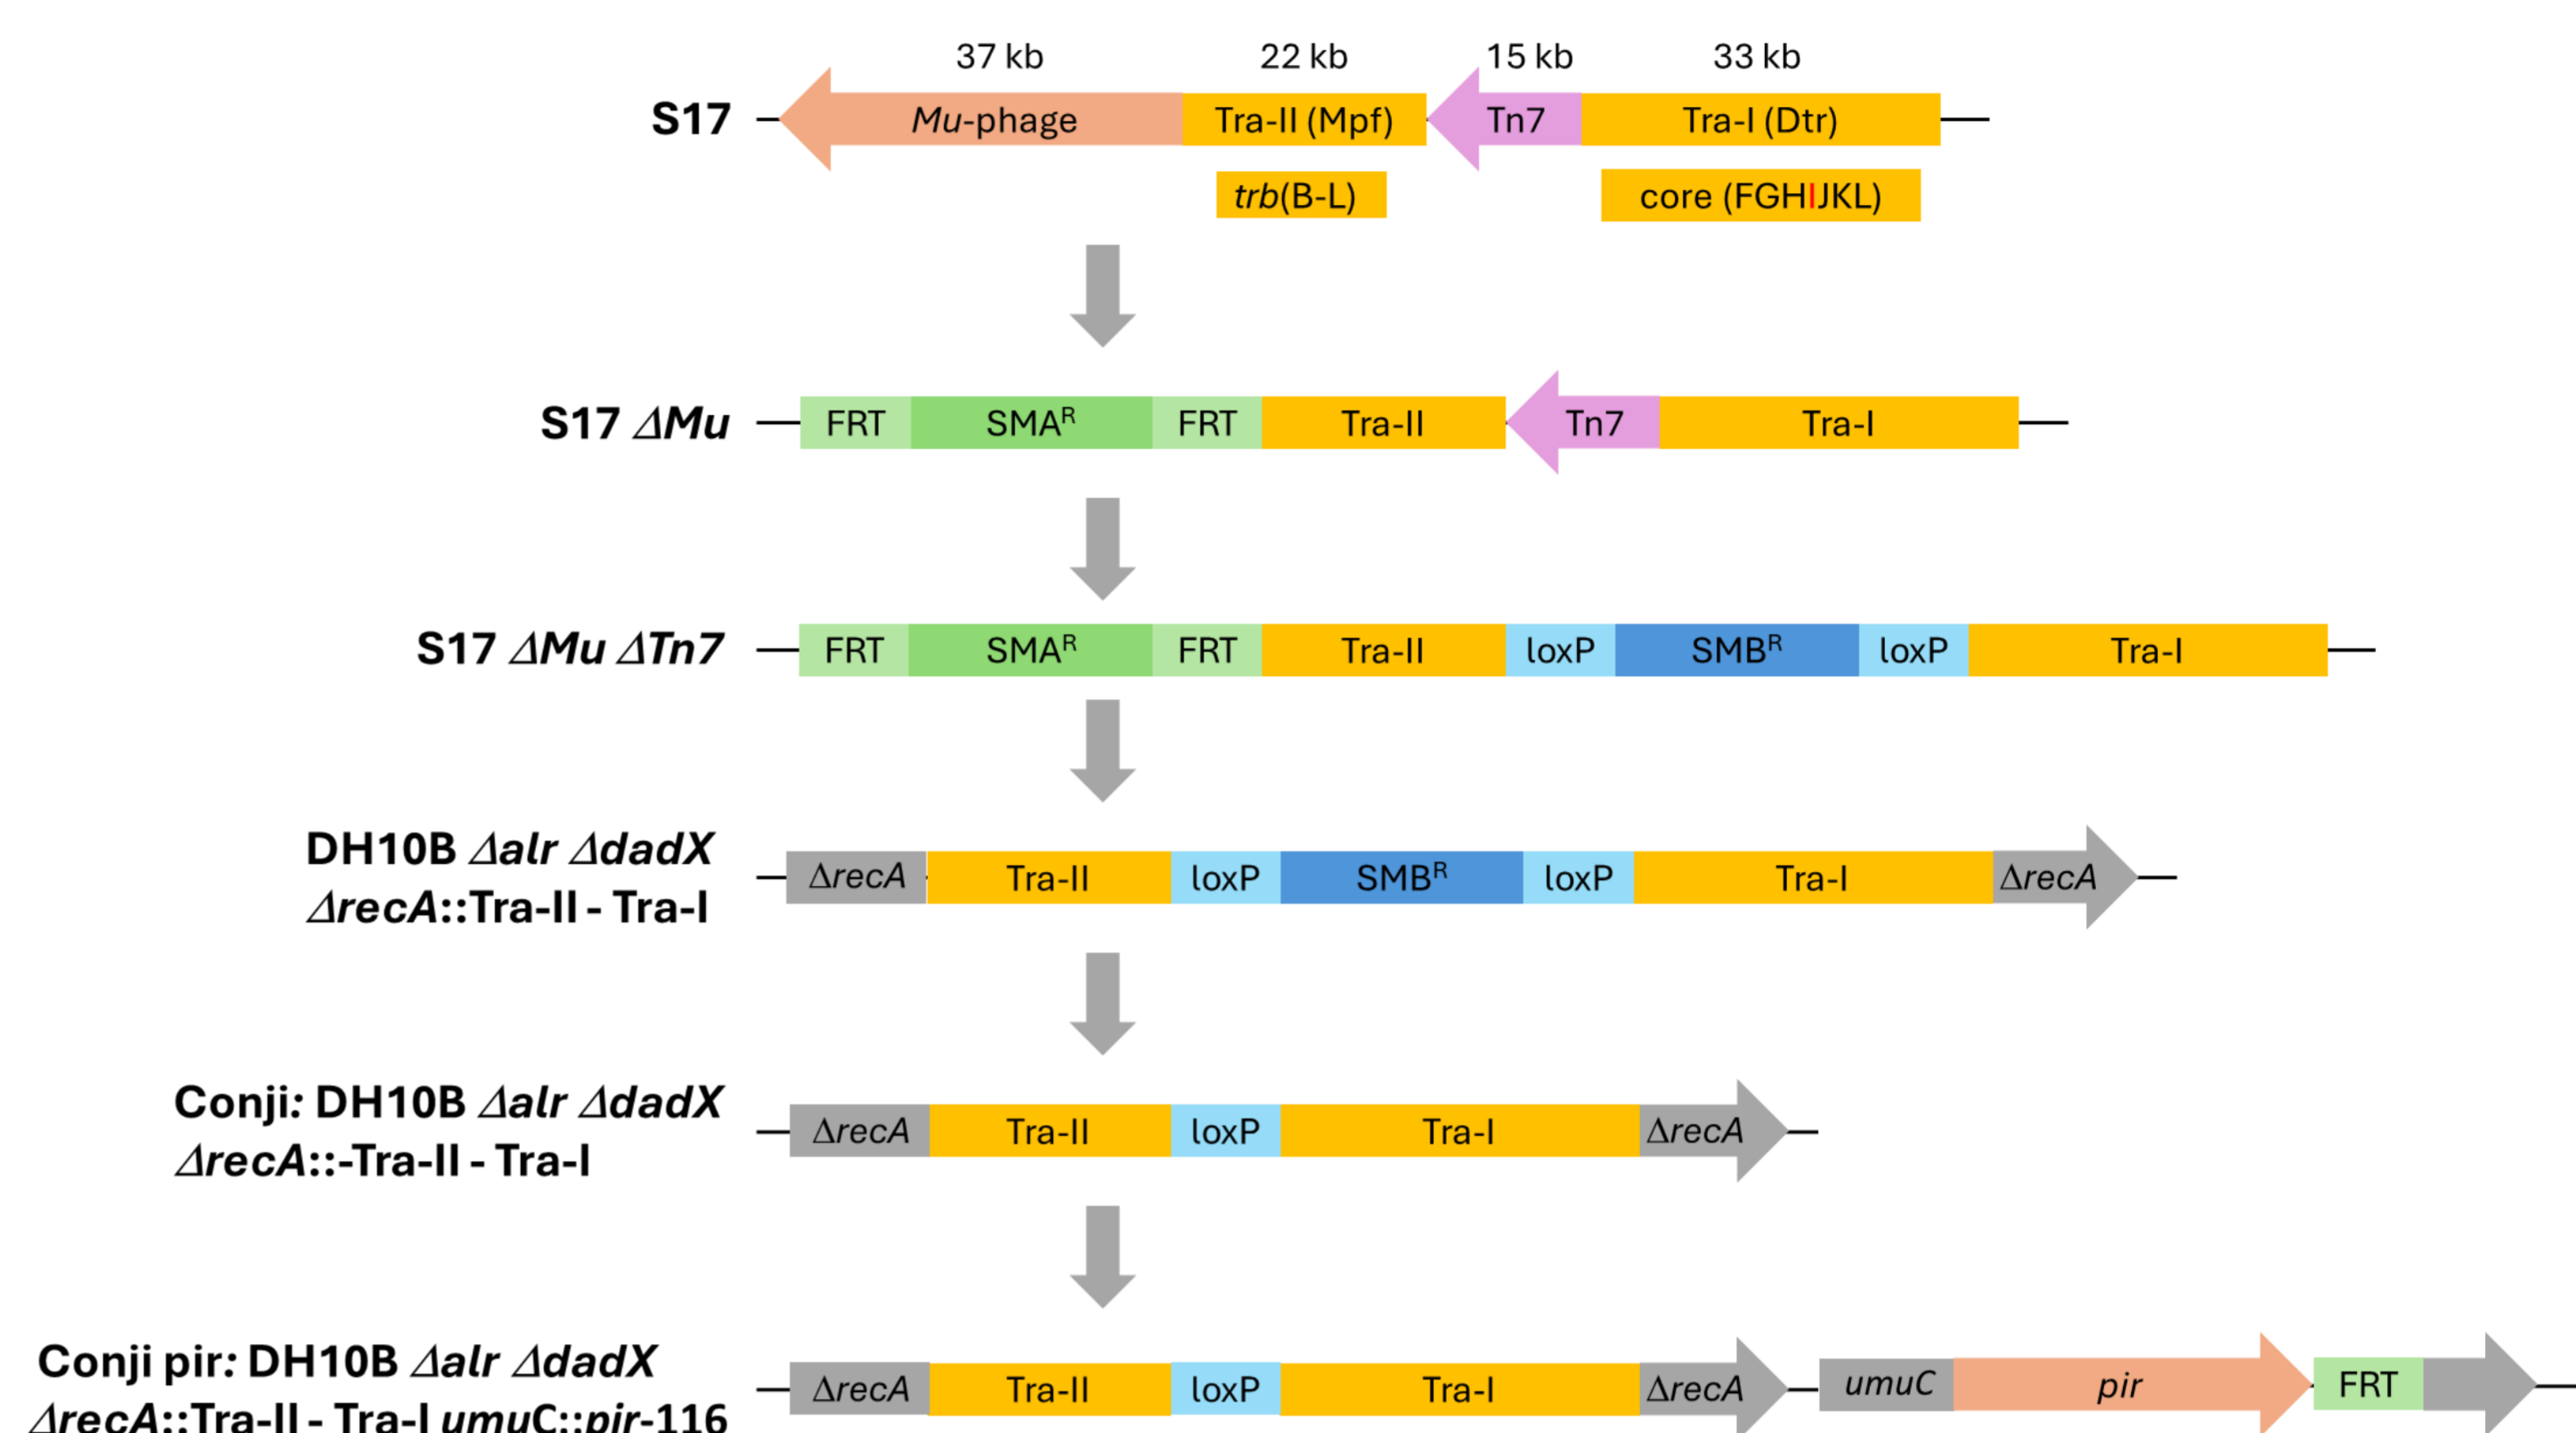 37 kb 22 kb 15 kb 33 kb
S17 Mu-phage Tra-II (Mpf) Tn7 Tra-I (Dtr)
trb(B-L) core (FGHIJKL)
S17 ΔMu FRT SMAᴿ FRT Tra-II Tn7 Tra-I
S17 ΔMu ΔTn7 FRT SMAᴿ FRT Tra-II loxP SMBᴿ loxP Tra-I
DH10B Δalr ΔdadX
ΔrecA::Tra-II - Tra-I
ΔrecA Tra-II loxP SMBᴿ loxP Tra-I ΔrecA
Conji: DH10B Δalr ΔdadX
ΔrecA::-Tra-II - Tra-I
ΔrecA Tra-II loxP Tra-I ΔrecA
Conji pir: DH10B Δalr ΔdadX
ΔrecA::Tra-II - Tra-I umuC::pir-116
ΔrecA Tra-II loxP Tra-I ΔrecA umuC pir FRT